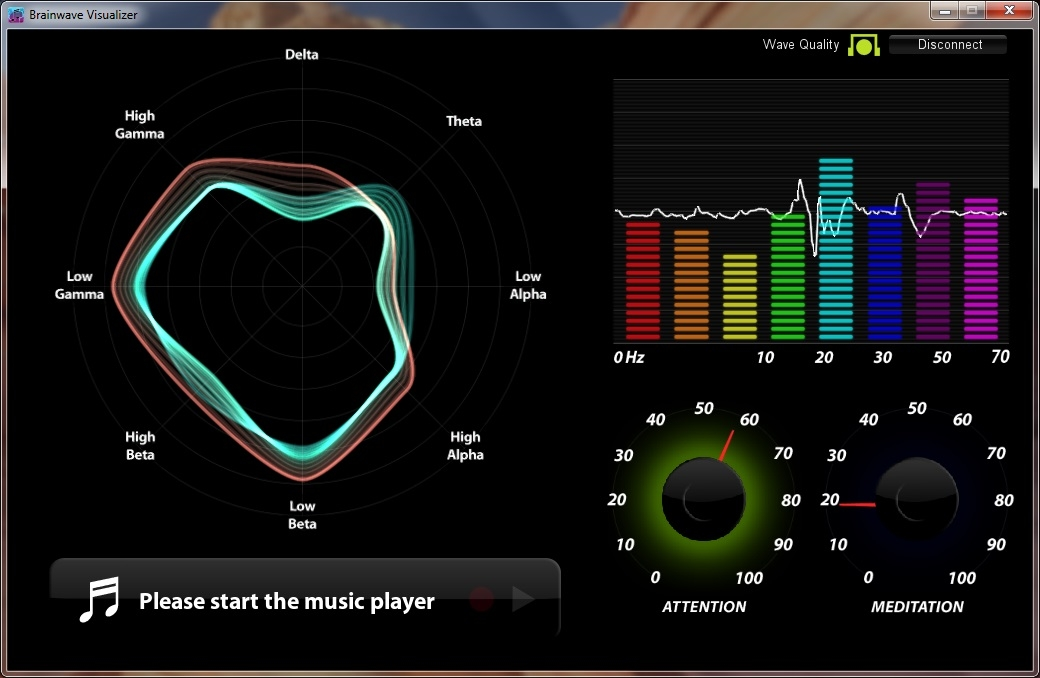 Brainwave Visualizer
Wave Quality
Disconnect
Delta
Theta
Low
Alpha
High
Alpha
Low
Beta
High
Beta
Low
Gamma
High
Gamma
0 Hz 10 20 30 50 70
0 10 20 30 40 50 60 70 80 90 100
ATTENTION
0 10 20 30 40 50 60 70 80 90 100
MEDITATION
Please start the music player